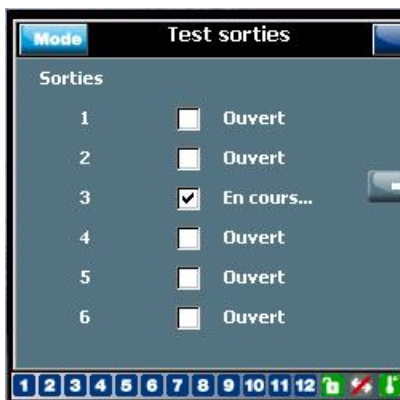 Mode Test sorties
Sorties
1 Ouvert
2 Ouvert
3 En cours...
4 Ouvert
5 Ouvert
6 Ouvert
1 2 3 4 5 6 7 8 9 10 11 12